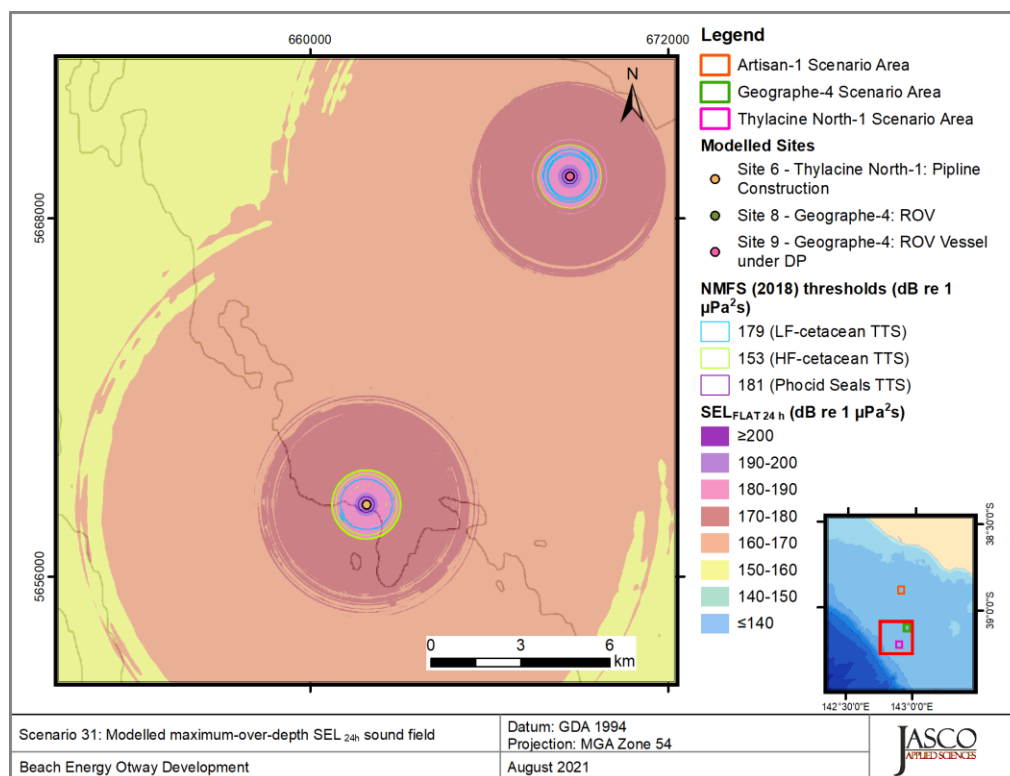 660000
672000
5668000
5656000
N
0 3 6
km
Legend
Artisan-1 Scenario Area
Geographe-4 Scenario Area
Thylacine North-1 Scenario Area
Modelled Sites
Site 6 - Thylacine North-1: Pipline
Construction
Site 8 - Geographe-4: ROV
Site 9 - Geographe-4: ROV Vessel
under DP
NMFS (2018) thresholds (dB re 1
µPa²s)
179 (LF-cetacean TTS)
153 (HF-cetacean TTS)
181 (Phocid Seals TTS)
SEL FLAT 24 h (dB re 1 µPa²s)
≥200
190-200
180-190
170-180
160-170
150-160
140-150
≤140
38°30'0"S
39°0'0"S
142°30'0"E 143°0'0"E
Scenario 31: Modelled maximum-over-depth SEL 24h sound field
Datum: GDA 1994
Projection: MGA Zone 54
Beach Energy Otway Development
August 2021
JASCO
APPLIED SCIENCES